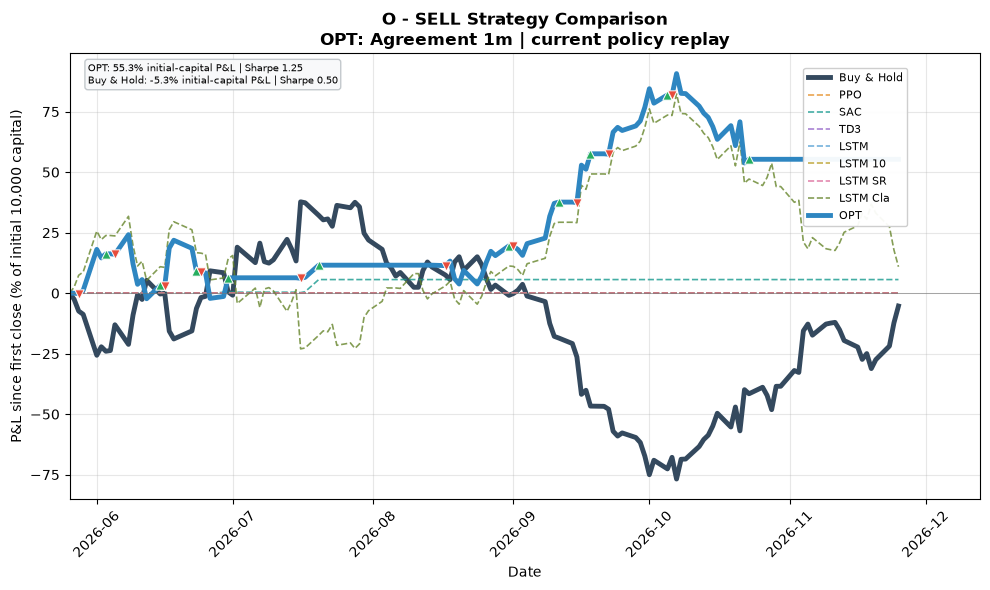 O - SELL Strategy Comparison
OPT: Agreement 1m | current policy replay
OPT: 55.3% initial-capital P&L | Sharpe 1.25
Buy & Hold: -5.3% initial-capital P&L | Sharpe 0.50
Buy & Hold
PPO
SAC
TD3
LSTM
LSTM 10
LSTM SR
LSTM Cla
OPT
P&L since first close (% of initial 10,000 capital)
75
50
25
0
−25
−50
−75
2026-06
2026-07
2026-08
2026-09
2026-10
2026-11
2026-12
Date